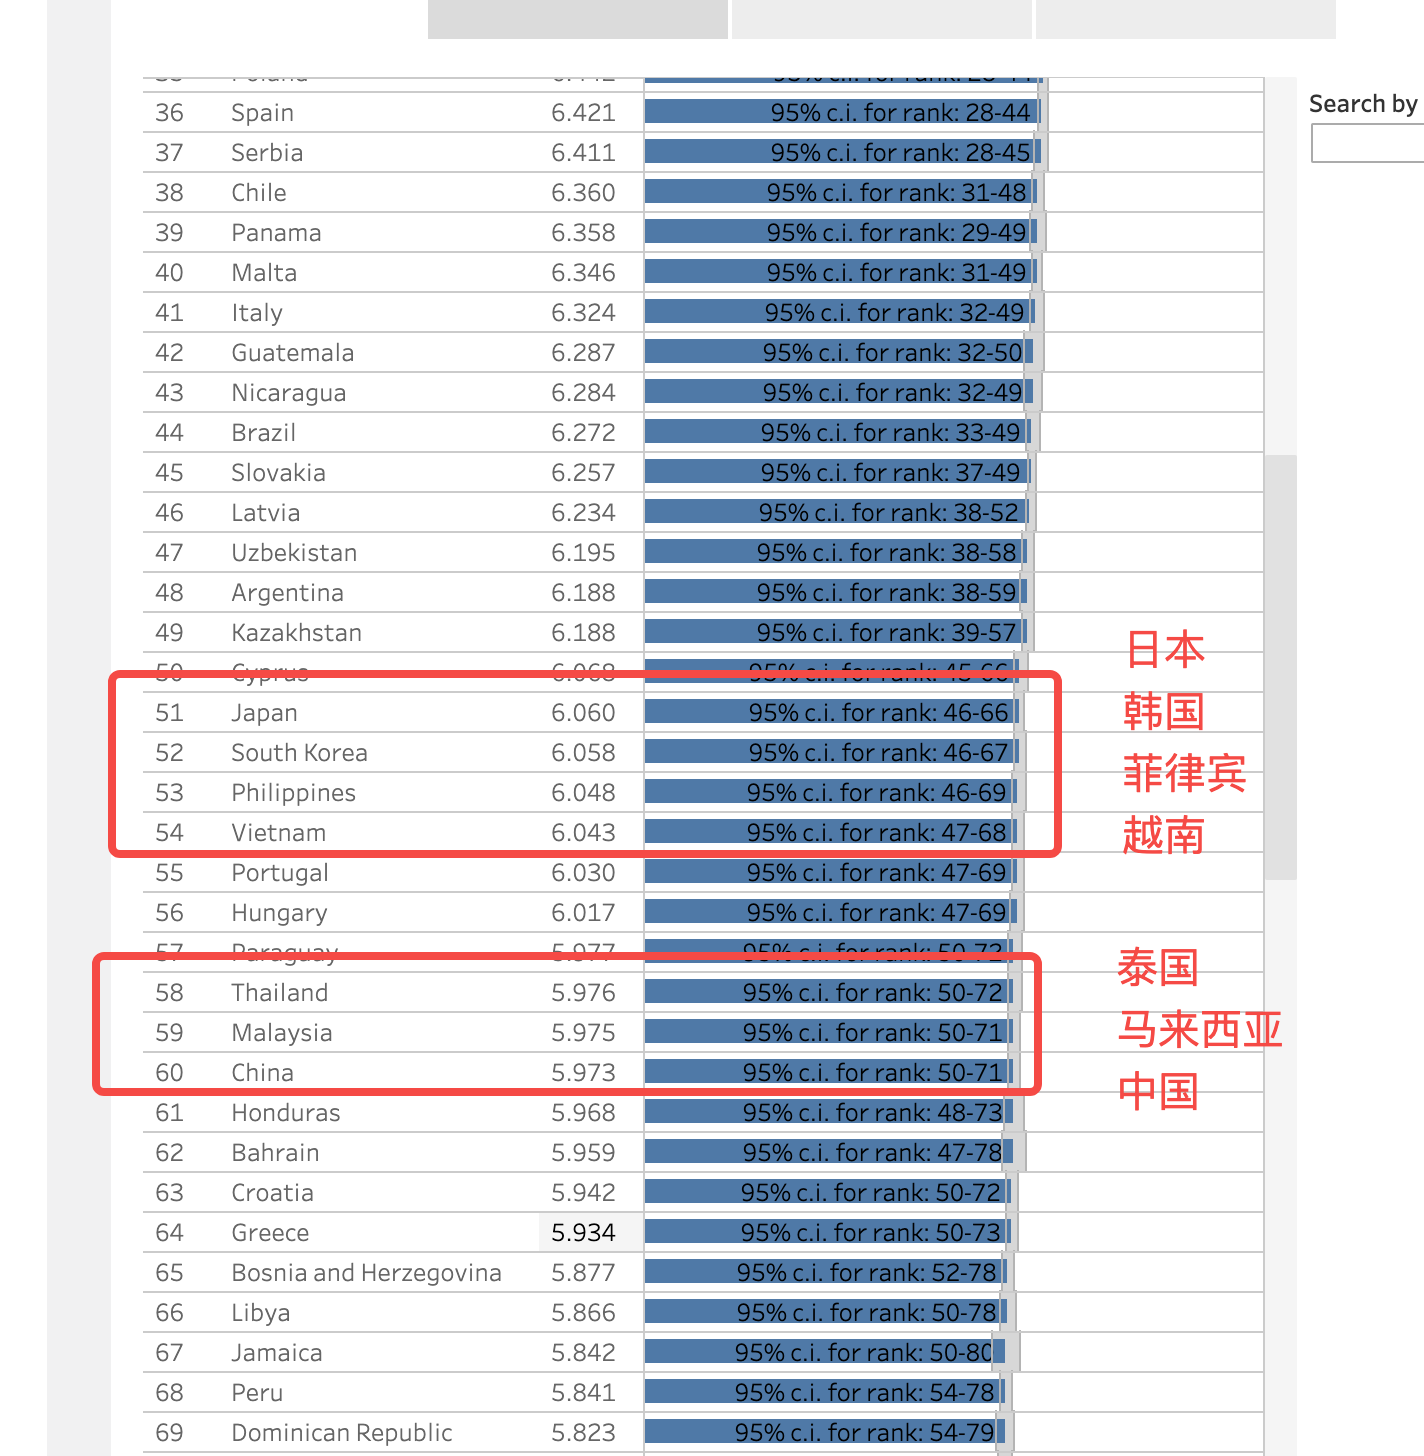 Search by
36 Spain 6.421 95% c.i. for rank: 28-44
37 Serbia 6.411 95% c.i. for rank: 28-45
38 Chile 6.360 95% c.i. for rank: 31-48
39 Panama 6.358 95% c.i. for rank: 29-49
40 Malta 6.346 95% c.i. for rank: 31-49
41 Italy 6.324 95% c.i. for rank: 32-49
42 Guatemala 6.287 95% c.i. for rank: 32-50
43 Nicaragua 6.284 95% c.i. for rank: 32-49
44 Brazil 6.272 95% c.i. for rank: 33-49
45 Slovakia 6.257 95% c.i. for rank: 37-49
46 Latvia 6.234 95% c.i. for rank: 38-52
47 Uzbekistan 6.195 95% c.i. for rank: 38-58
48 Argentina 6.188 95% c.i. for rank: 38-59
49 Kazakhstan 6.188 95% c.i. for rank: 39-57
日本
50 Cyprus 6.068 95% c.i. for rank: 45-66
51 Japan 6.060 95% c.i. for rank: 46-66
韩国
52 South Korea 6.058 95% c.i. for rank: 46-67
菲律宾
53 Philippines 6.048 95% c.i. for rank: 46-69
54 Vietnam 6.043 95% c.i. for rank: 47-68
越南
55 Portugal 6.030 95% c.i. for rank: 47-69
56 Hungary 6.017 95% c.i. for rank: 47-69
57 Paraguay 5.977 95% c.i. for rank: 50-72
泰国
58 Thailand 5.976 95% c.i. for rank: 50-72
59 Malaysia 5.975 95% c.i. for rank: 50-71
马来西亚
60 China 5.973 95% c.i. for rank: 50-71
中国
61 Honduras 5.968 95% c.i. for rank: 48-73
62 Bahrain 5.959 95% c.i. for rank: 47-78
63 Croatia 5.942 95% c.i. for rank: 50-72
64 Greece 5.934 95% c.i. for rank: 50-73
65 Bosnia and Herzegovina 5.877 95% c.i. for rank: 52-78
66 Libya 5.866 95% c.i. for rank: 50-78
67 Jamaica 5.842 95% c.i. for rank: 50-80
68 Peru 5.841 95% c.i. for rank: 54-78
69 Dominican Republic 5.823 95% c.i. for rank: 54-79